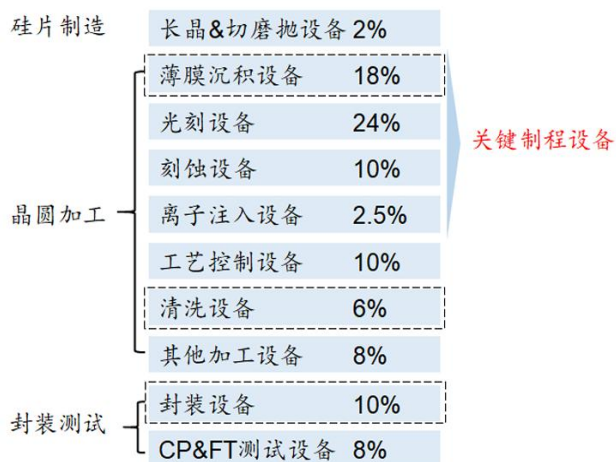 硅片制造
长晶&切磨抛设备 2%
薄膜沉积设备 18%
光刻设备 24%
关键制程设备
刻蚀设备 10%
晶圆加工
离子注入设备 2.5%
工艺控制设备 10%
清洗设备 6%
其他加工设备 8%
封装测试
封装设备 10%
CP&FT测试设备 8%